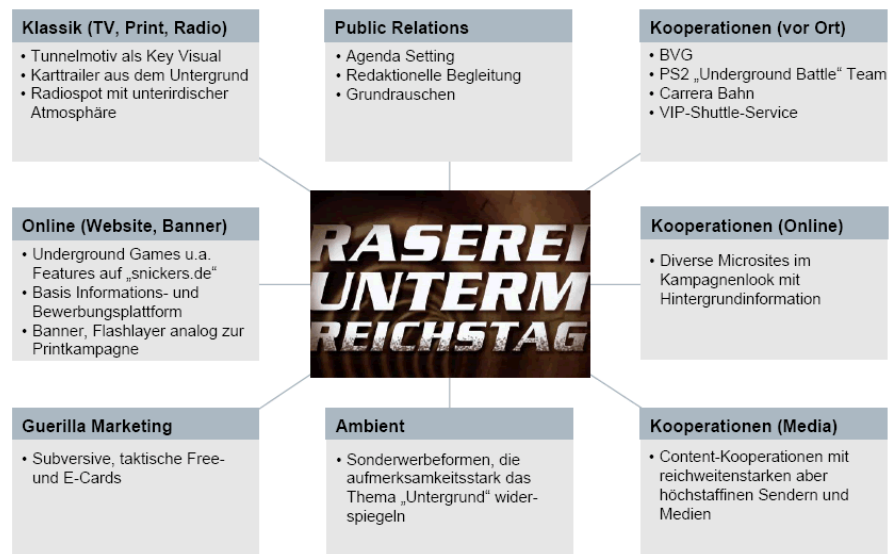 Klassik (TV, Print, Radio)
• Tunnelmotiv als Key Visual
• Karttrailer aus dem Untergrund
• Radiospot mit unterirdischer
Atmosphäre
Public Relations
• Agenda Setting
• Redaktionelle Begleitung
• Grundrauschen
Kooperationen (vor Ort)
• BVG
• PS2 „Underground Battle“ Team
• Carrera Bahn
• VIP-Shuttle-Service
Online (Website, Banner)
• Underground Games u.a.
Features auf „snickers.de“
• Basis Informations- und
Bewerbungsplattform
• Banner, Flashlayer analog zur
Printkampagne
RASEREI
UNTERM
REICHSTAG
Kooperationen (Online)
• Diverse Microsites im
Kampagnenlook mit
Hintergrundinformation
Guerilla Marketing
• Subversive, taktische Free-
und E-Cards
Ambient
• Sonderwerbeformen, die
aufmerksamkeitsstark das
Thema „Untergrund“ wider-
spiegeln
Kooperationen (Media)
• Content-Kooperationen mit
reichweitenstarken aber
höchstaffinen Sendern und
Medien